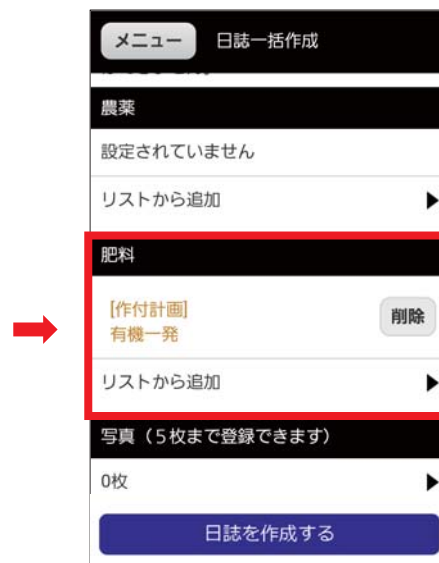 メニュー 日誌一括作成
農薬
設定されていません
リストから追加
肥料
[作付計画]
有機一発
削除
リストから追加
写真（５枚まで登録できます）
0枚
日誌を作成する